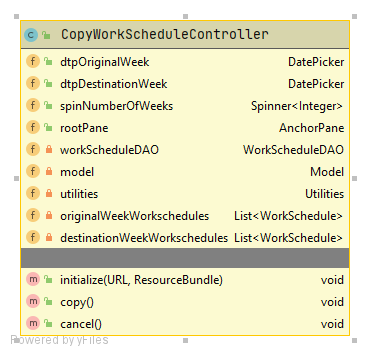 CopyWorkScheduleController
dtpOriginalWeek DatePicker
dtpDestinationWeek DatePicker
spinNumberOfWeeks Spinner<Integer>
rootPane AnchorPane
workScheduleDAO WorkScheduleDAO
model Model
utilities Utilities
originalWeekWorkschedules List<WorkSchedule>
destinationWeekWorkschedules List<WorkSchedule>
initialize(URL, ResourceBundle) void
copy() void
cancel() void
Powered by yFiles